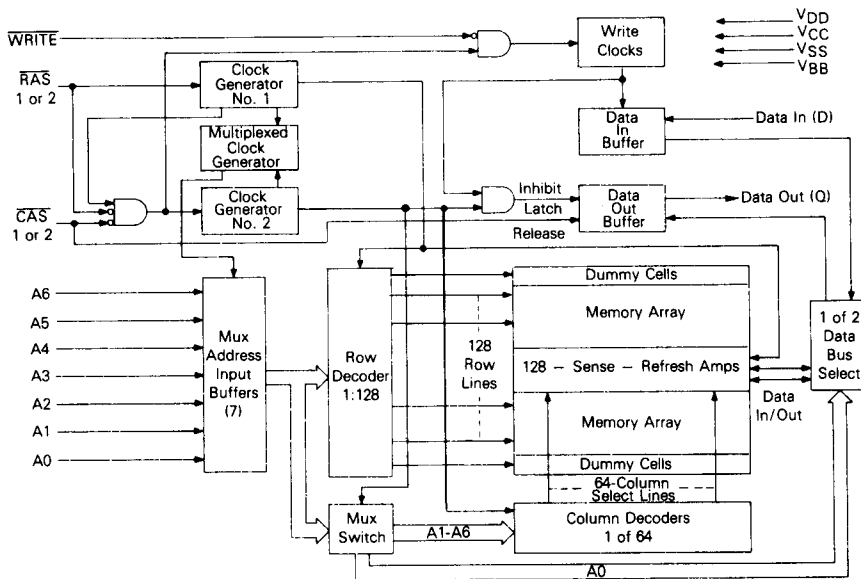 WRITE
RAS
1 or 2
CAS
1 or 2
Clock
Generator
No. 1
Multiplexed
Clock
Generator
Clock
Generator
No. 2
Write
Clocks
VDD
VCC
VSS
VBB
Data
In
Buffer
Data In (D)
Inhibit
Latch
Release
Data
Out
Buffer
Data Out (Q)
A6
A5
A4
A3
A2
A1
A0
Mux
Address
Input
Buffers
(7)
Row
Decoder
1:128
128
Row
Lines
Dummy Cells
Memory Array
128 – Sense – Refresh Amps
Memory Array
Dummy Cells
1 of 2
Data
Bus
Select
Data
In/Out
64-Column
Select Lines
Mux
Switch
A1-A6
Column Decoders
1 of 64
A0